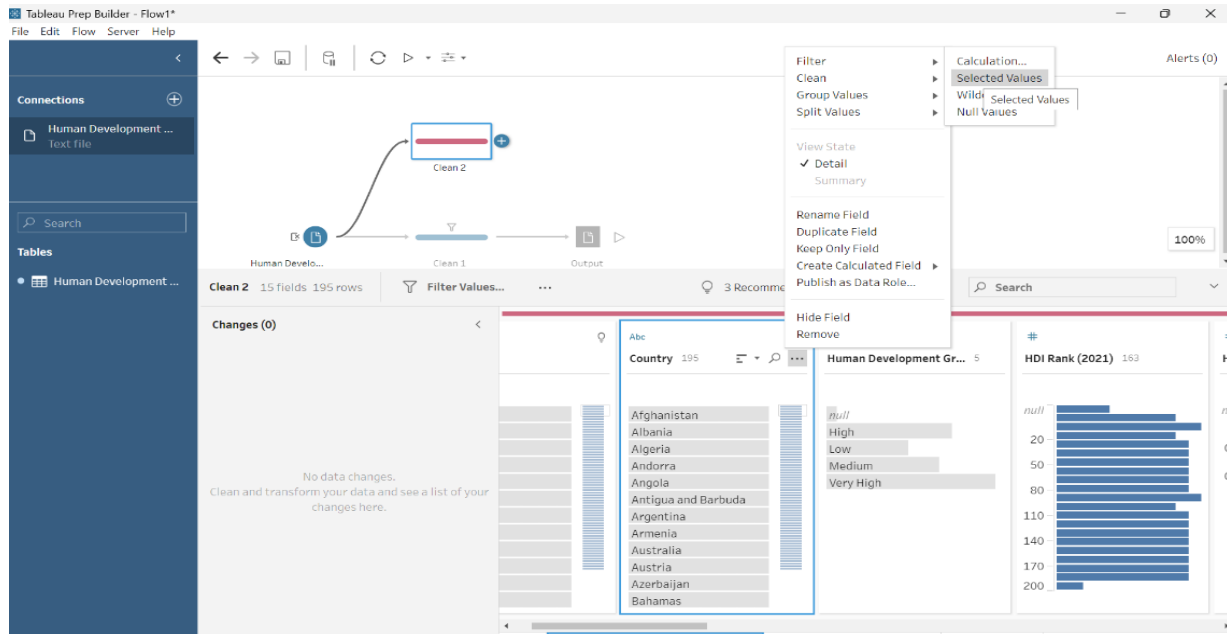 Tableau Prep Builder - Flow1*
File Edit Flow Server Help
Alerts (0)
Connections
Human Development ...
Text file
Search
Tables
Human Development ...
Clean 2
Human Develo...
Clean 1
Output
100%
Filter
Clean
Group Values
Split Values
View State
Detail
Summary
Rename Field
Duplicate Field
Keep Only Field
Create Calculated Field
Publish as Data Role...
Hide Field
Remove
Calculation...
Selected Values
Wild
Selected Values
Null Values
Clean 2 15 fields 195 rows Filter Values... ... 3 Recomme Search
Changes (0)
No data changes.
Clean and transform your data and see a list of your
changes here.
Abc
Country 195
Afghanistan
Albania
Algeria
Andorra
Angola
Antigua and Barbuda
Argentina
Armenia
Australia
Austria
Azerbaijan
Bahamas
Human Development Gr... 5
null
High
Low
Medium
Very High
#
HDI Rank (2021) 163
null
20
50
80
110
140
170
200